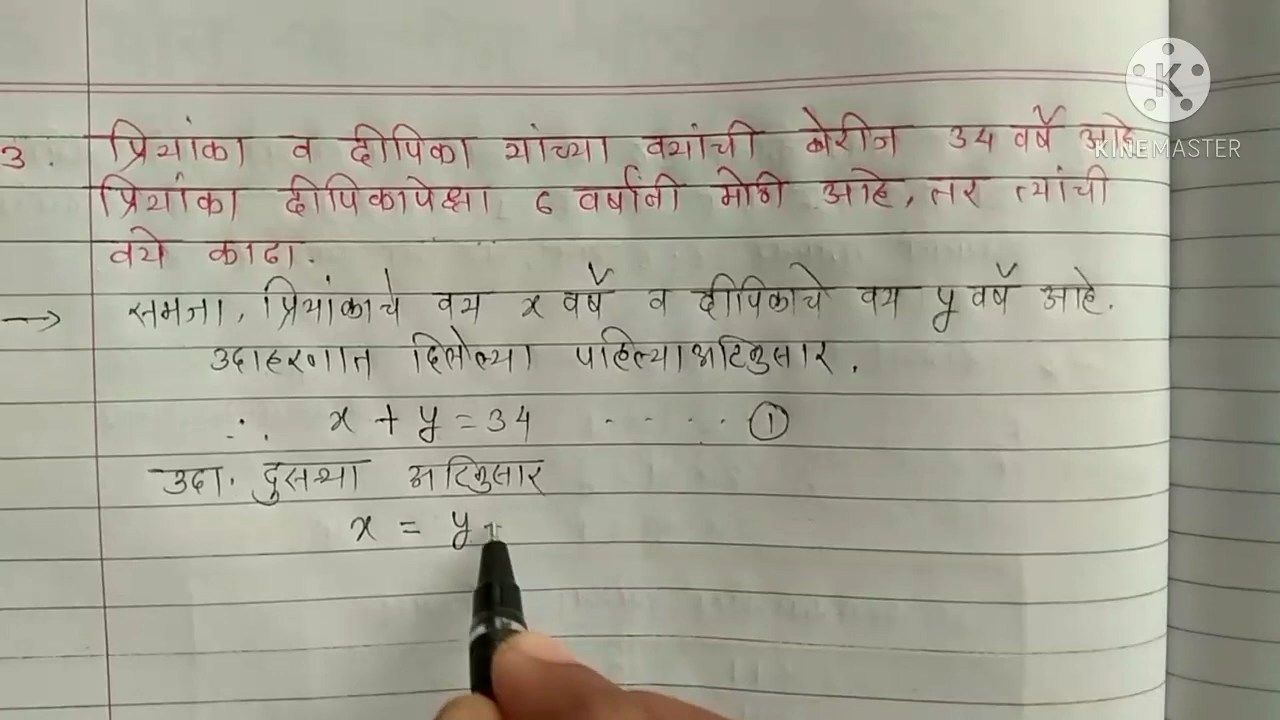 3. प्रियांका व दीपिका यांच्या वयांची बेरीज 34 वर्षे आहे
प्रियांका दीपिकापेक्षा 6 वर्षांनी मोठी आहे, तर त्यांची
वये काढा.
→ समजा, प्रियांकाचे वय x वर्षे व दीपिकाचे वय y वर्षे आहे.
उदाहरणात दिलेल्या पहिल्या अटिनुसार.
∴ x + y = 34 ..... ①
उदा. दुसऱ्या अटिनुसार
x = y +
K
KINEMASTER